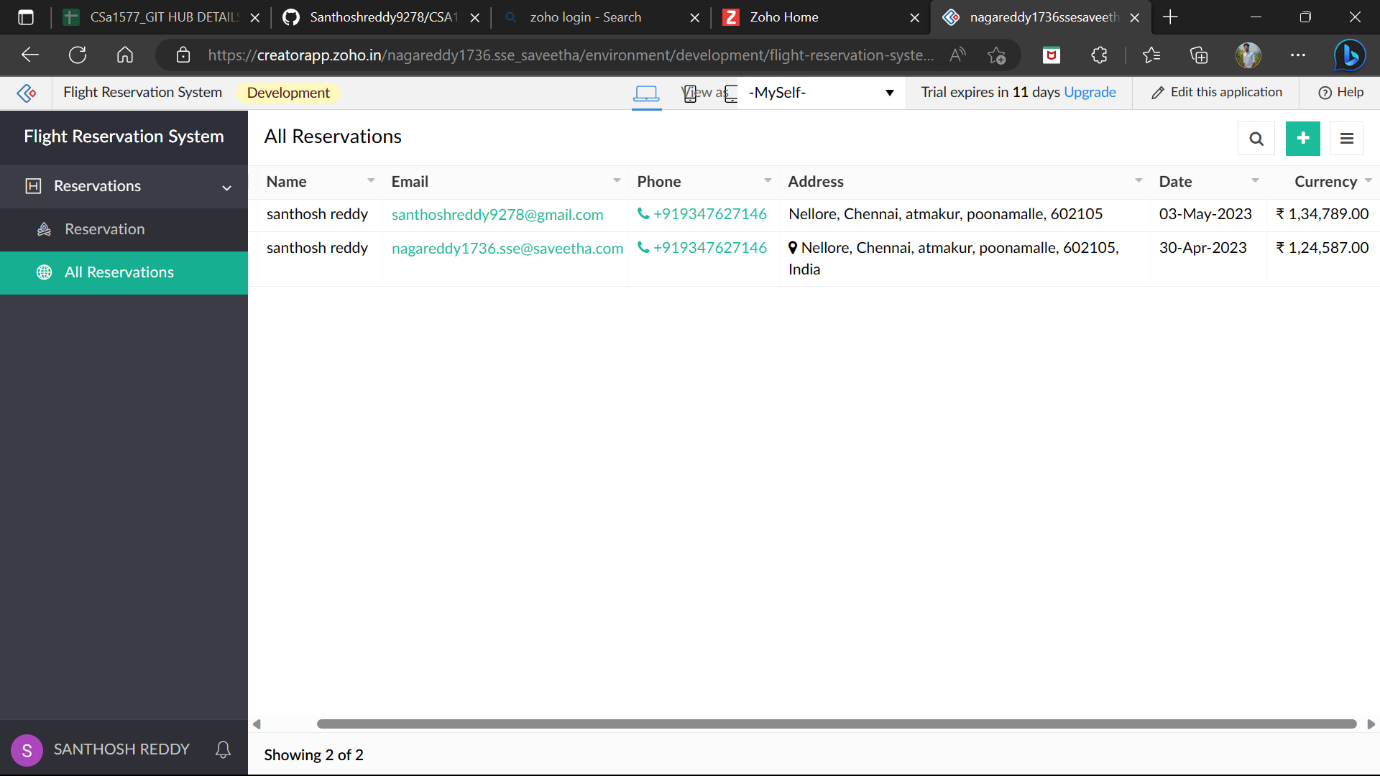 CSa1577_GIT HUB DETAILS
Santhoshreddy9278/CSA1
zoho login - Search
Zoho Home
nagareddy1736ssesaveeth
https://creatorapp.zoho.in/nagareddy1736.sse_saveetha/environment/development/flight-reservation-syste...
Flight Reservation System
Development
View as
-MySelf-
Trial expires in 11 days Upgrade
Edit this application
Help
Flight Reservation System
All Reservations
Reservations
Reservation
All Reservations
Name Email Phone Address Date Currency
santhosh reddy santhoshreddy9278@gmail.com +919347627146 Nellore, Chennai, atmakur, poonamalle, 602105 03-May-2023 ₹ 1,34,789.00
santhosh reddy nagareddy1736.sse@saveetha.com +919347627146 Nellore, Chennai, atmakur, poonamalle, 602105, 30-Apr-2023 ₹ 1,24,587.00
India
S SANTHOSH REDDY
Showing 2 of 2